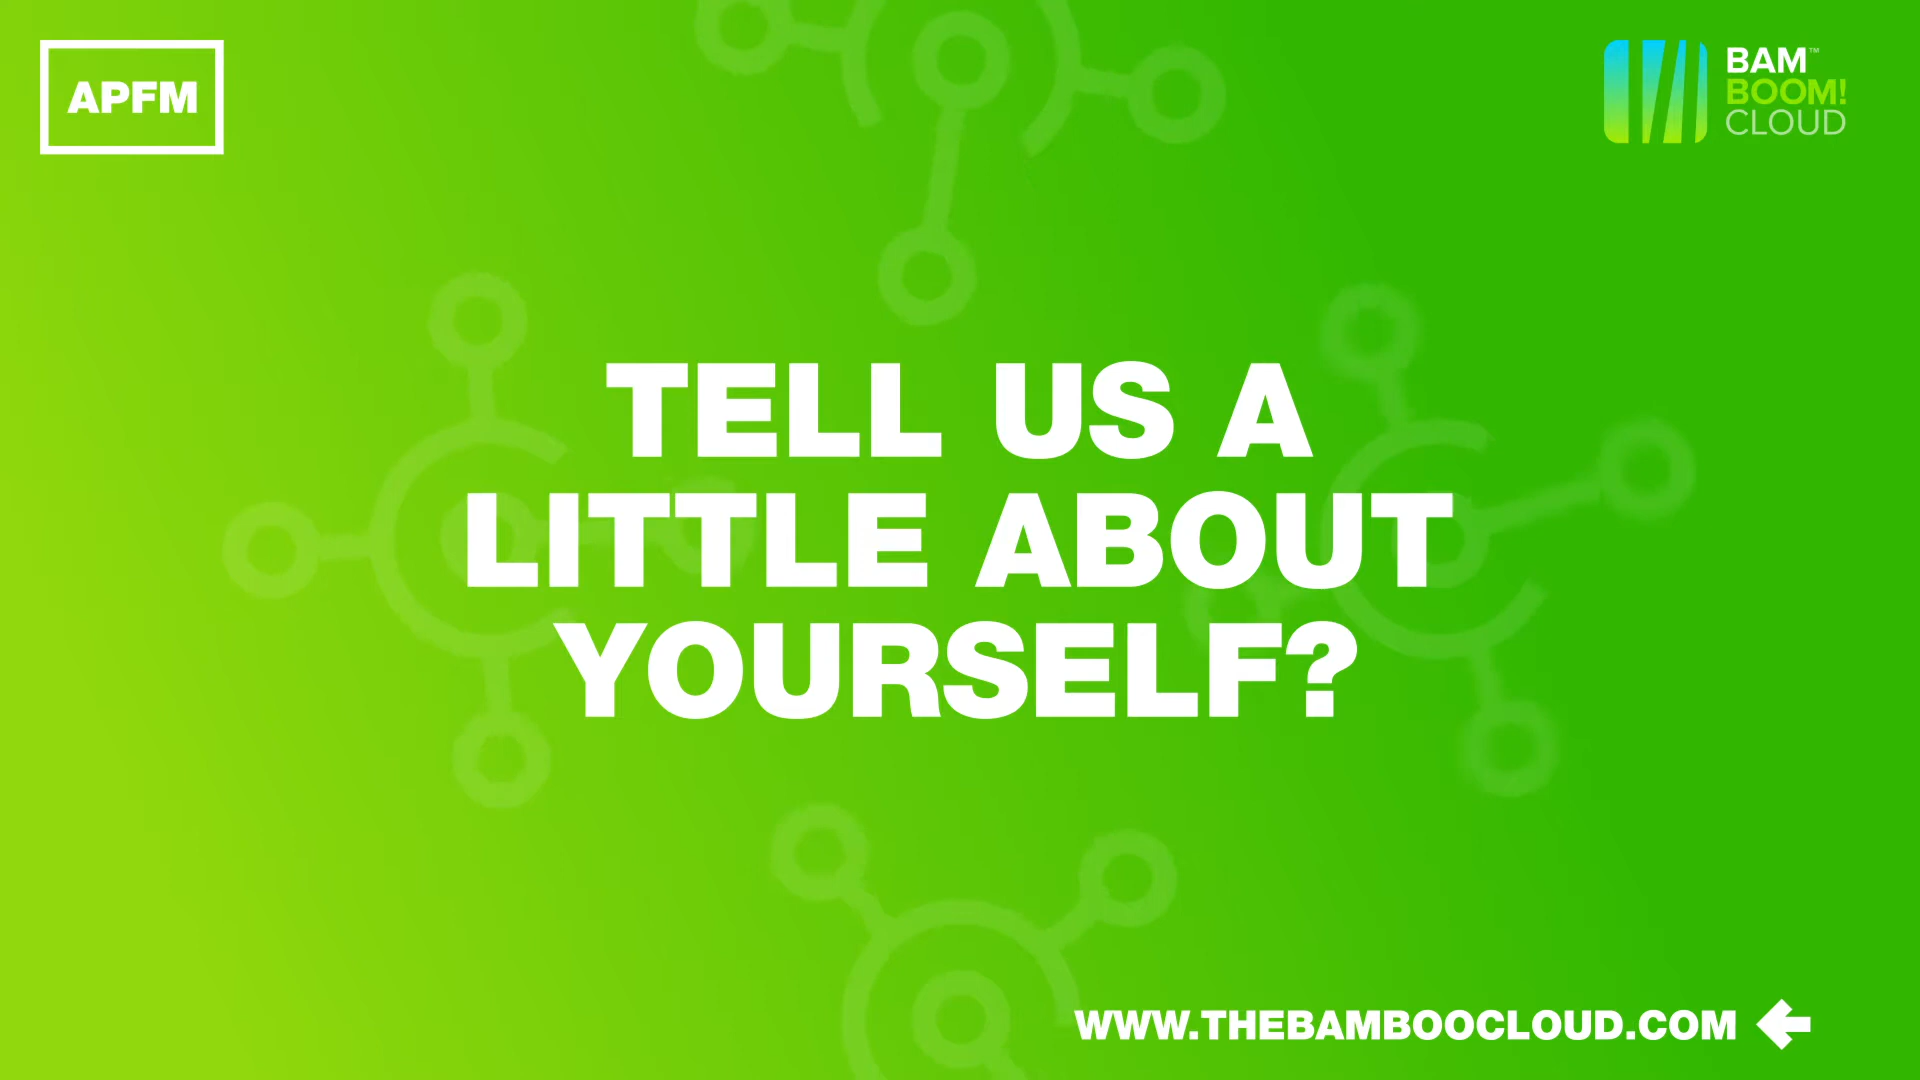 APFM
BAM™
BOOM!
CLOUD
TELL US A
LITTLE ABOUT
YOURSELF?
WWW.THEBAMBOOCLOUD.COM